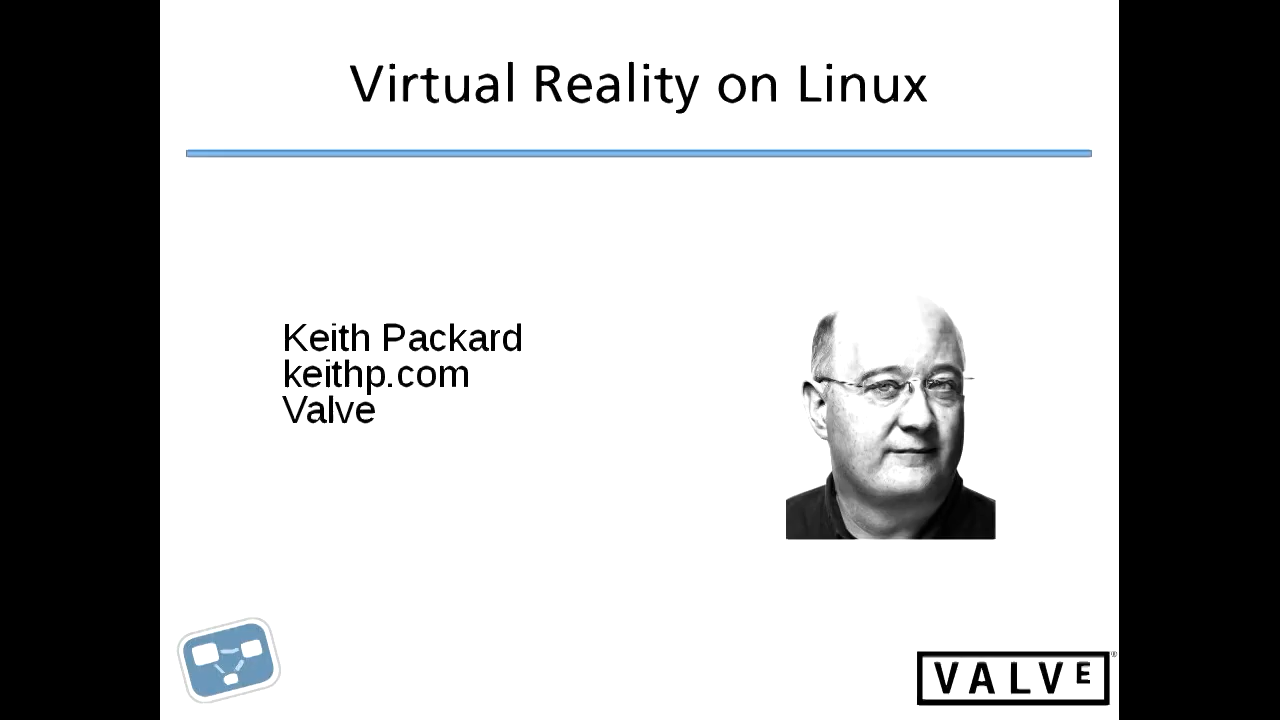 Virtual Reality on Linux
Keith Packard
keithp.com
Valve
VALVE®